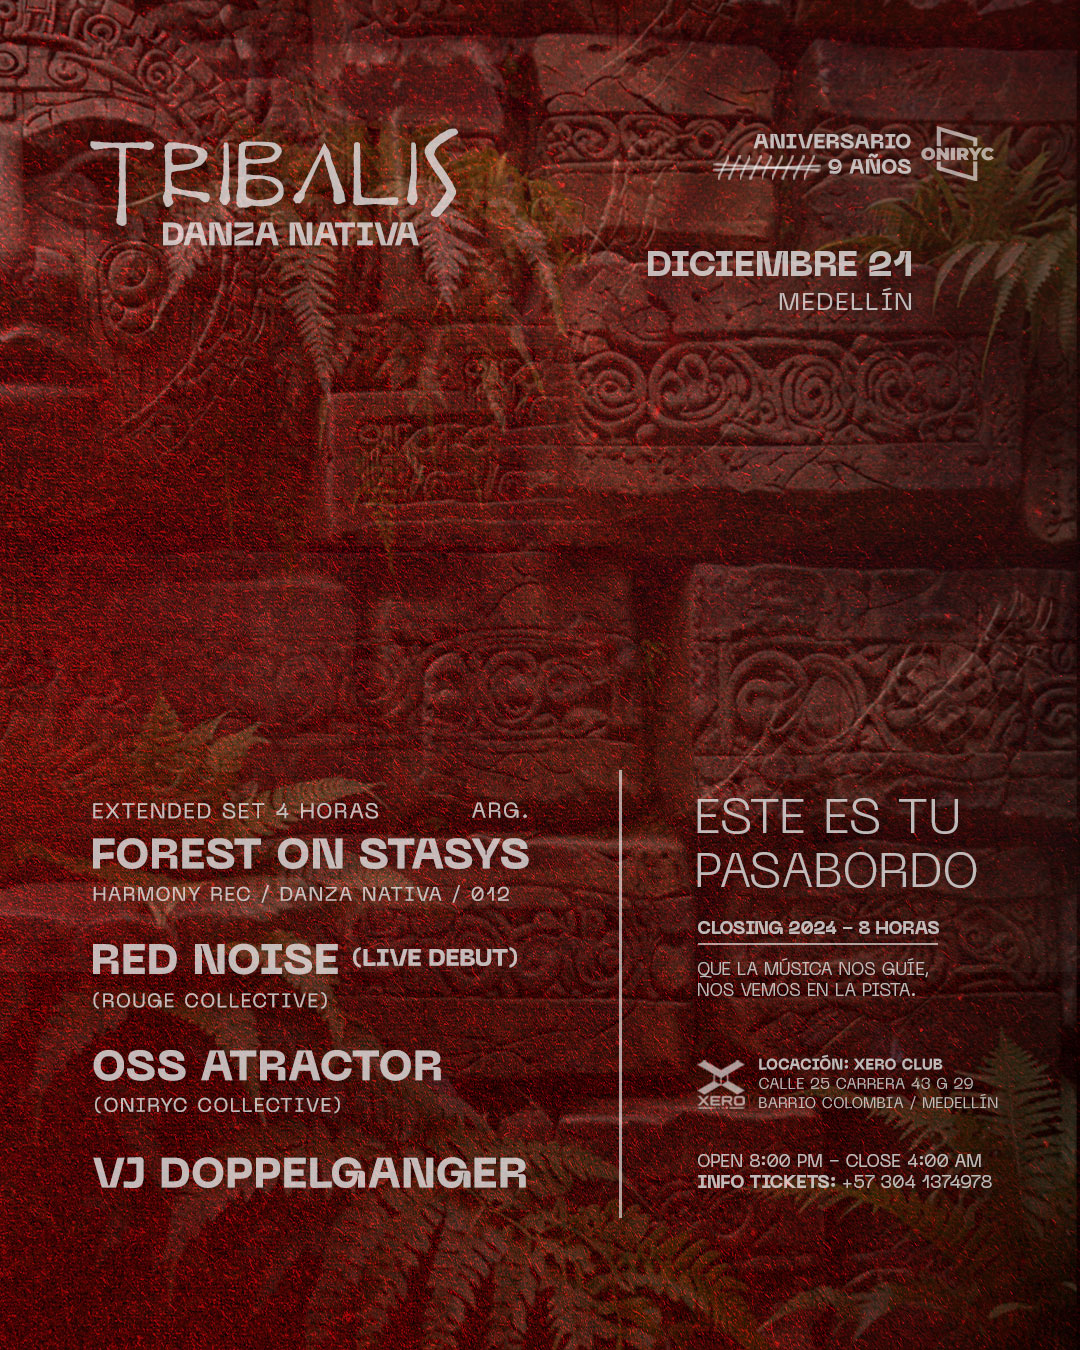 TRIBALIS
DANZA NATIVA
ANIVERSARIO
9 AÑOS
ONIRYC
DICIEMBRE 21
MEDELLÍN
EXTENDED SET 4 HORAS ARG.
FOREST ON STASYS
HARMONY REC / DANZA NATIVA / 012
RED NOISE (LIVE DEBUT)
(ROUGE COLLECTIVE)
OSS ATRACTOR
(ONIRYC COLLECTIVE)
VJ DOPPELGANGER
ESTE ES TU
PASABORDO
CLOSING 2024 - 8 HORAS
QUE LA MÚSICA NOS GUÍE,
NOS VEMOS EN LA PISTA.
XERO
LOCACIÓN: XERO CLUB
CALLE 25 CARRERA 43 G 29
BARRIO COLOMBIA / MEDELLÍN
OPEN 8:00 PM - CLOSE 4:00 AM
INFO TICKETS: +57 304 1374978